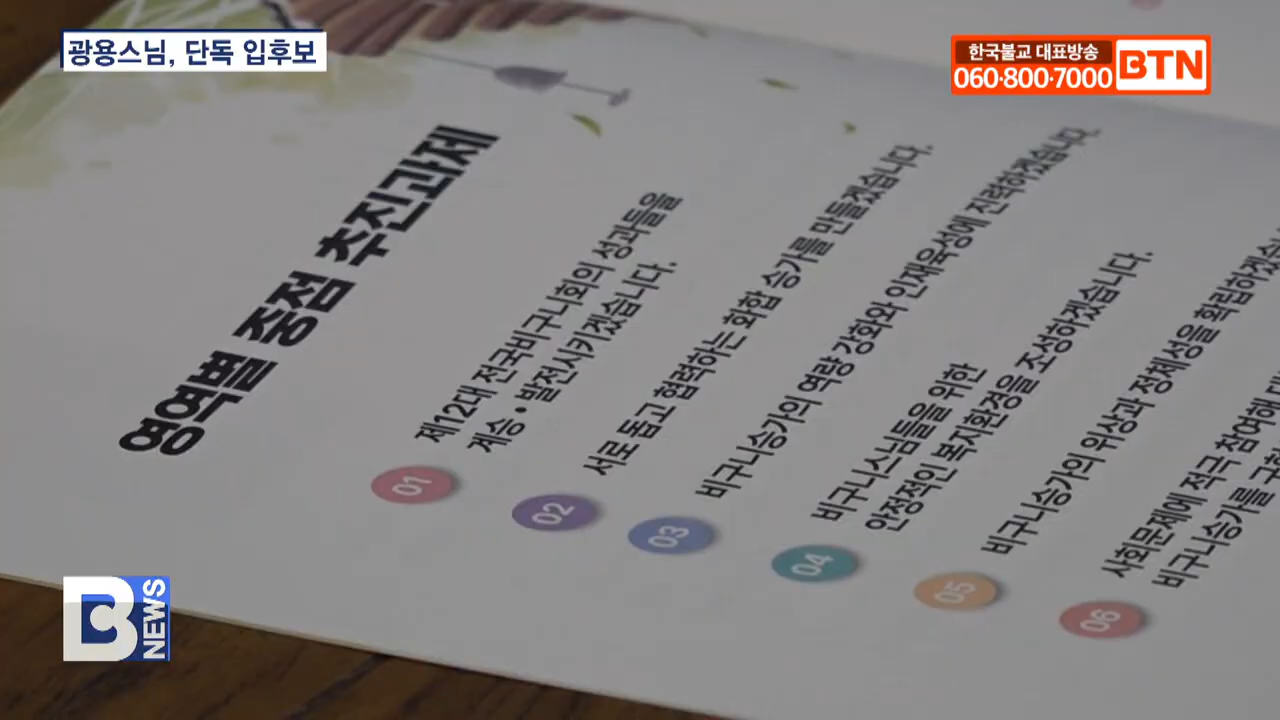 광용스님, 단독 입후보
한국불교 대표방송
060·800·7000
BTN
영역별 중점 추진과제
01
제12대 전국비구니회의 성과들을
계승·발전시키겠습니다.
02
서로 돕고 협력하는 화합 승가를 만들겠습니다.
03
비구니승가의 역량 강화와 인재육성에 진력하겠습니다.
04
비구니스님들을 위한
안정적인 복지환경을 조성하겠습니다.
05
비구니승가의 위상과 정체성을 확립하겠습
06
사회문제에 적극 참여해
비구니승가를
B NEWS